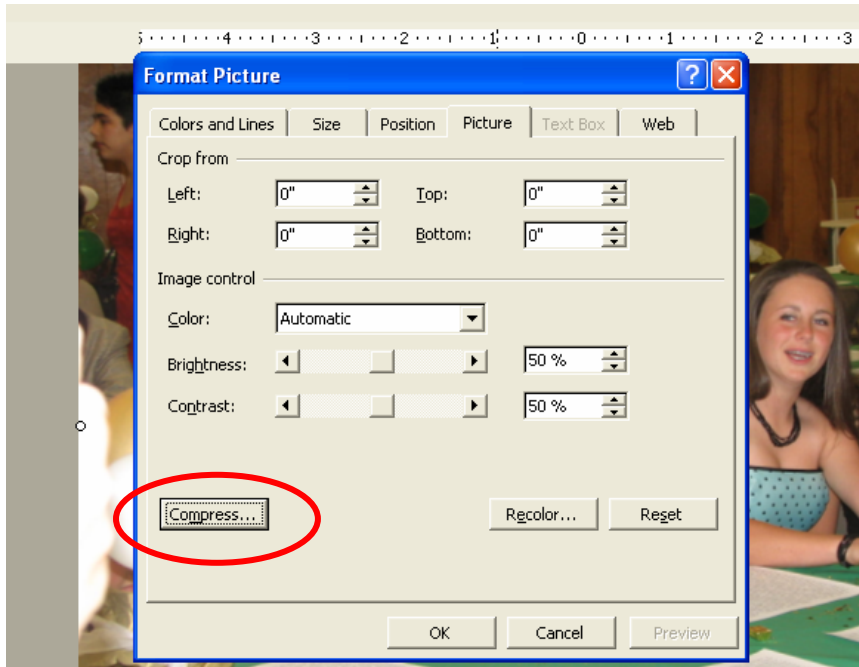 5 4 3 2 1 0 1 2 3
Format Picture
Colors and Lines Size Position Picture Text Box Web
Crop from
Left: 0" Top: 0"
Right: 0" Bottom: 0"
Image control
Color: Automatic
Brightness: 50 %
Contrast: 50 %
Compress... Recolor... Reset
OK Cancel Preview